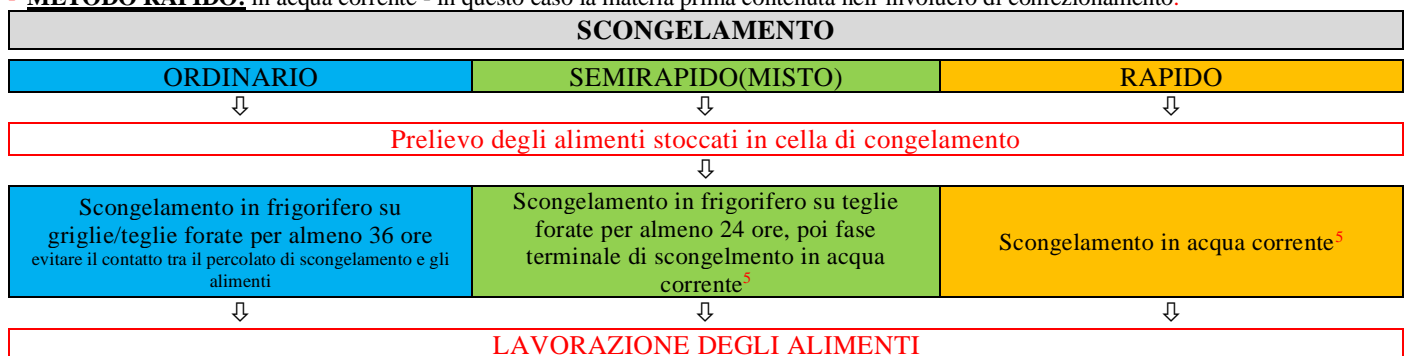 METODO RAPIDO: in acqua corrente - in questo caso la materia prima contenuta nell'involucro di confezionamento.
SCONGELAMENTO
ORDINARIO SEMIRAPIDO(MISTO) RAPIDO
⇩ ⇩ ⇩
Prelievo degli alimenti stoccati in cella di congelamento
⇩
Scongelamento in frigorifero su
griglie/teglie forate per almeno 36 ore
evitare il contatto tra il percolato di scongelamento e gli
alimenti
Scongelamento in frigorifero su teglie
forate per almeno 24 ore, poi fase
terminale di scongelmento in acqua
corrente⁵
Scongelamento in acqua corrente⁵
⇩ ⇩ ⇩
LAVORAZIONE DEGLI ALIMENTI